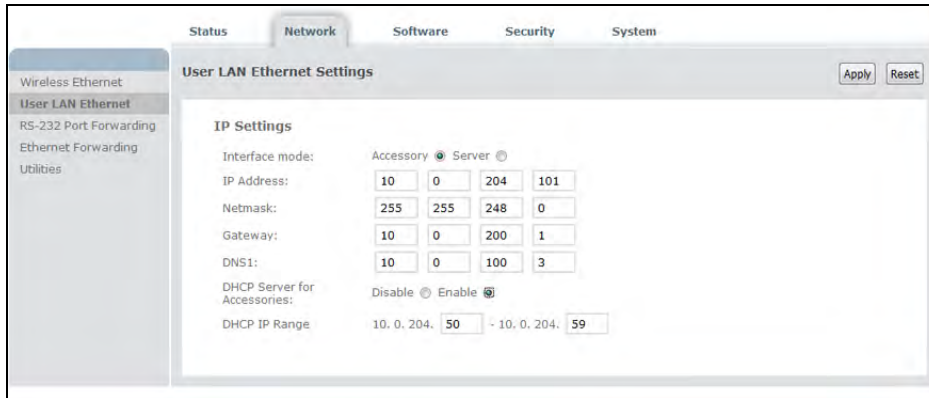 Status Network Software Security System
User LAN Ethernet Settings Apply Reset
Wireless Ethernet
User LAN Ethernet
RS-232 Port Forwarding
Ethernet Forwarding
Utilities
IP Settings
Interface mode: Accessory Server
IP Address: 10 0 204 101
Netmask: 255 255 248 0
Gateway: 10 0 200 1
DNS1: 10 0 100 3
DHCP Server for
Accessories: Disable Enable
DHCP IP Range 10. 0. 204. 50 - 10. 0. 204. 59